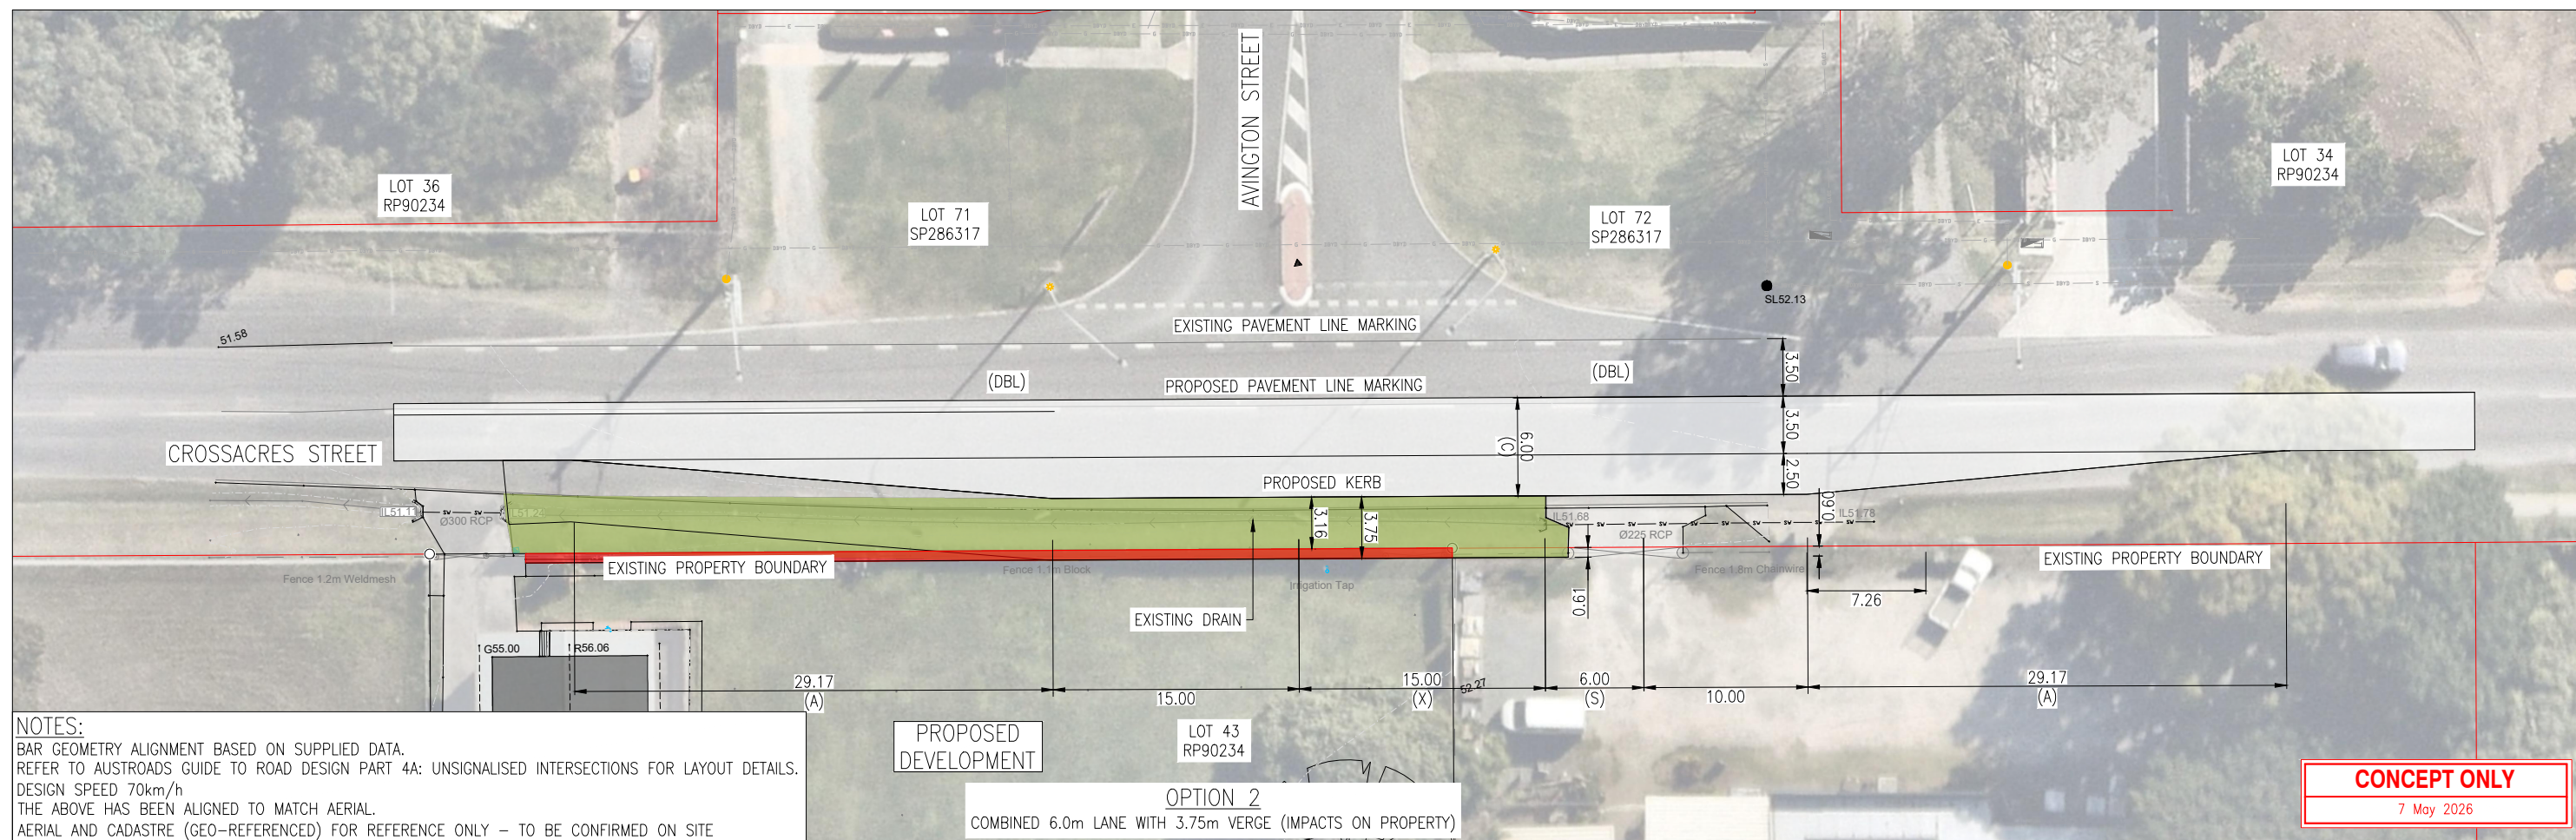 AVINGTON STREET
LOT 36
RP90234
LOT 71
SP286317
LOT 72
SP286317
LOT 34
RP90234
SL52.13
51.58
EXISTING PAVEMENT LINE MARKING
(DBL)
(DBL)
PROPOSED PAVEMENT LINE MARKING
3.50
3.50
2.50
6.00
(C)
CROSSACRES STREET
PROPOSED KERB
IL51.11
Ø300 RCP
IL51.24
3.16
3.75
IL51.68
Ø225 RCP
0.60
IL51.78
EXISTING PROPERTY BOUNDARY
EXISTING PROPERTY BOUNDARY
Fence 1.2m Weldmesh
Fence 1.1m Block
Irrigation Tap
Fence 1.8m Chainwire
0.61
7.26
EXISTING DRAIN
G55.00
R56.06
29.17
(A)
15.00
15.00
(X)
52.27
6.00
(S)
10.00
29.17
(A)
NOTES:
BAR GEOMETRY ALIGNMENT BASED ON SUPPLIED DATA.
REFER TO AUSTROADS GUIDE TO ROAD DESIGN PART 4A: UNSIGNALISED INTERSECTIONS FOR LAYOUT DETAILS.
DESIGN SPEED 70km/h
THE ABOVE HAS BEEN ALIGNED TO MATCH AERIAL.
AERIAL AND CADASTRE (GEO-REFERENCED) FOR REFERENCE ONLY – TO BE CONFIRMED ON SITE
PROPOSED
DEVELOPMENT
LOT 43
RP90234
OPTION 2
COMBINED 6.0m LANE WITH 3.75m VERGE (IMPACTS ON PROPERTY)
CONCEPT ONLY
7 May 2026